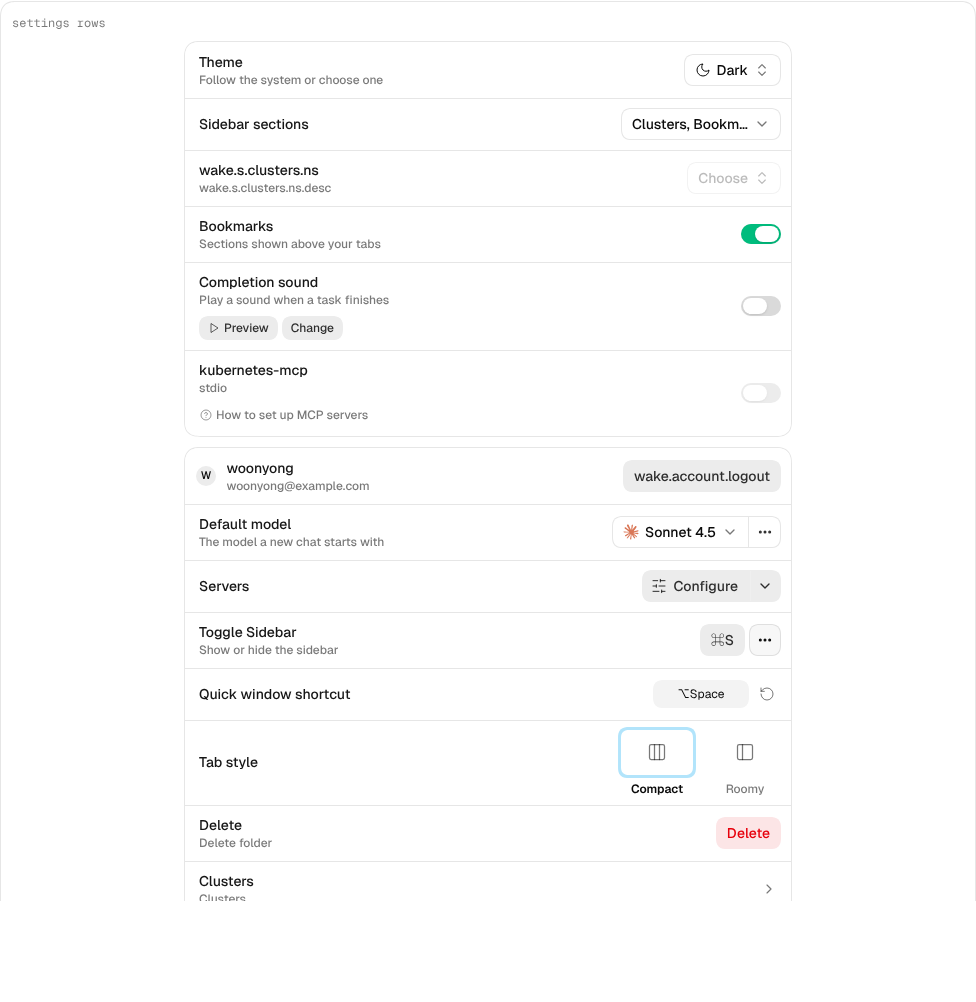 settings rows
Theme
Follow the system or choose one
Dark
Sidebar sections
Clusters, Bookm...
wake.s.clusters.ns
wake.s.clusters.ns.desc
Choose
Bookmarks
Sections shown above your tabs
Completion sound
Play a sound when a task finishes
Preview
Change
kubernetes-mcp
stdio
How to set up MCP servers
W
woonyong
woonyong@example.com
wake.account.logout
Default model
The model a new chat starts with
Sonnet 4.5
Servers
Configure
Toggle Sidebar
Show or hide the sidebar
⌘S
Quick window shortcut
⌥Space
Tab style
Compact
Roomy
Delete
Delete folder
Delete
Clusters
Clusters